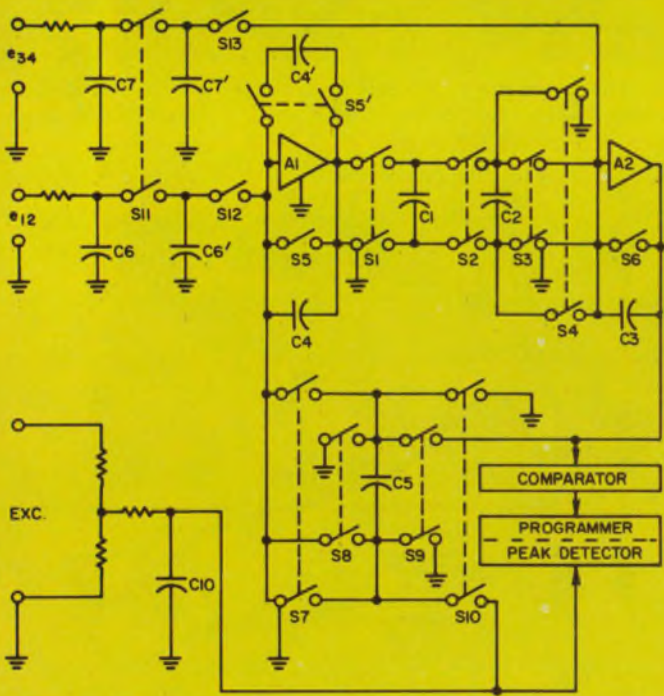 S13
C4'
e34
C7
C7'
S5'
A1
A2
e12
S11
S12
C1
C2
C6
C6'
S5
S1
S2
S3
S6
C4
S4
C3
C5
COMPARATOR
EXC.
PROGRAMMER
PEAK DETECTOR
S8
S9
C10
S7
S10